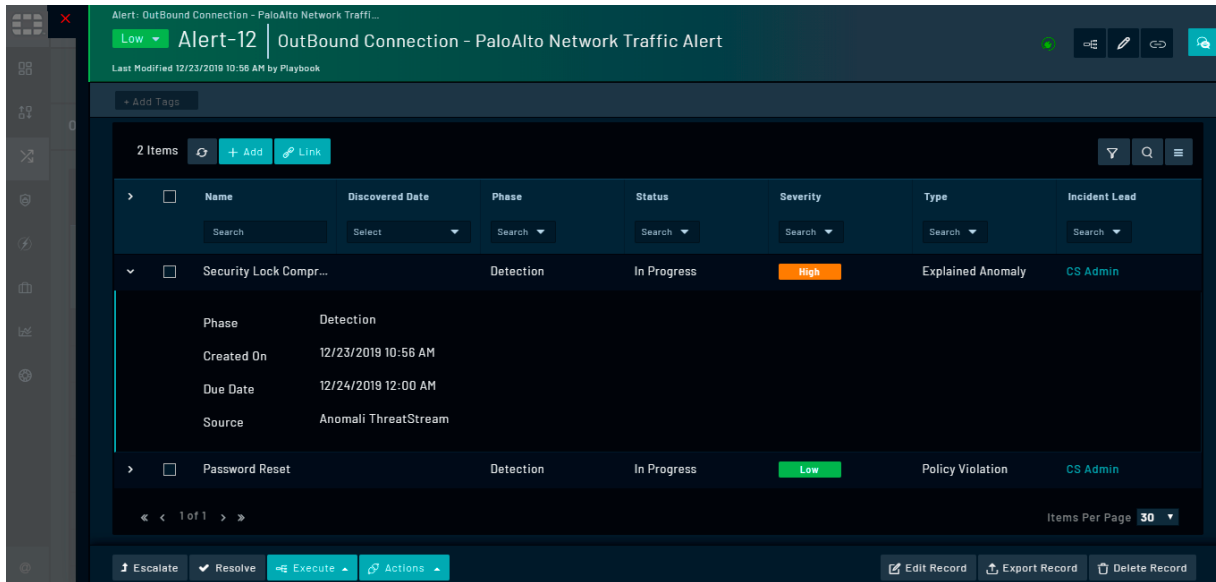 Alert: OutBound Connection - PaloAlto Network Traffi...
Low Alert-12 OutBound Connection - PaloAlto Network Traffic Alert
Last Modified 12/23/2019 10:56 AM by Playbook
+ Add Tags
2 Items + Add Link
Name Discovered Date Phase Status Severity Type Incident Lead
Search Select Search Search Search Search Search
Security Lock Compr... Detection In Progress High Explained Anomaly CS Admin
Phase Detection
Created On 12/23/2019 10:56 AM
Due Date 12/24/2019 12:00 AM
Source Anomali ThreatStream
Password Reset Detection In Progress Low Policy Violation CS Admin
« < 1 of 1 > » Items Per Page 30
Escalate Resolve Execute Actions Edit Record Export Record Delete Record